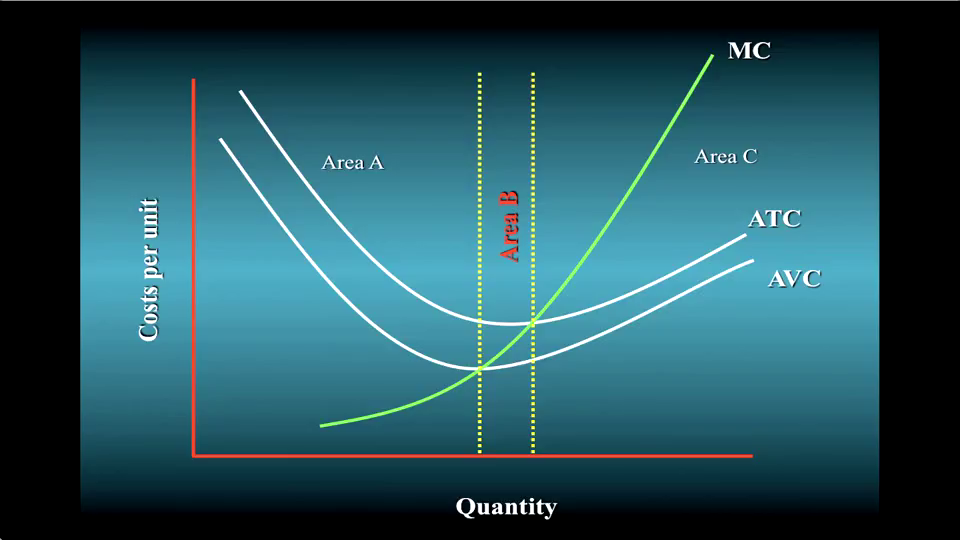 MC
Area A
Area C
Area B
ATC
AVC
Costs per unit
Quantity